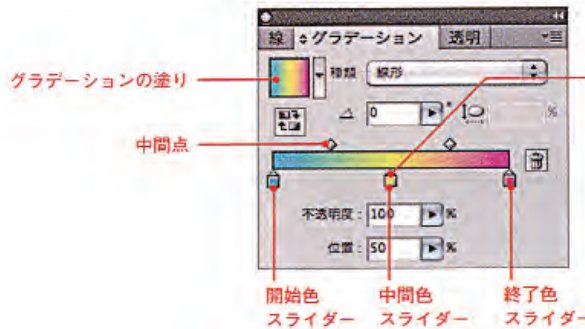 線 グラデーション 透明
グラデーションの塗り
種類： 線形
0 ° %
中間点
不透明度： 100 %
位置： 50 %
開始色
スライダー
中間色
スライダー
終了色
スライダー